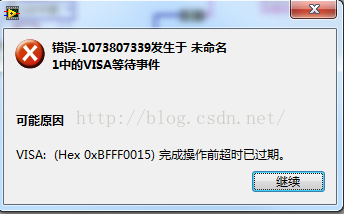 错误-1073807339发生于 未命名
1中的VISA等待事件
可能原因
http://blog.csdn.net/
VISA:  (Hex 0xBFFF0015) 完成操作前超时已过期。
继续